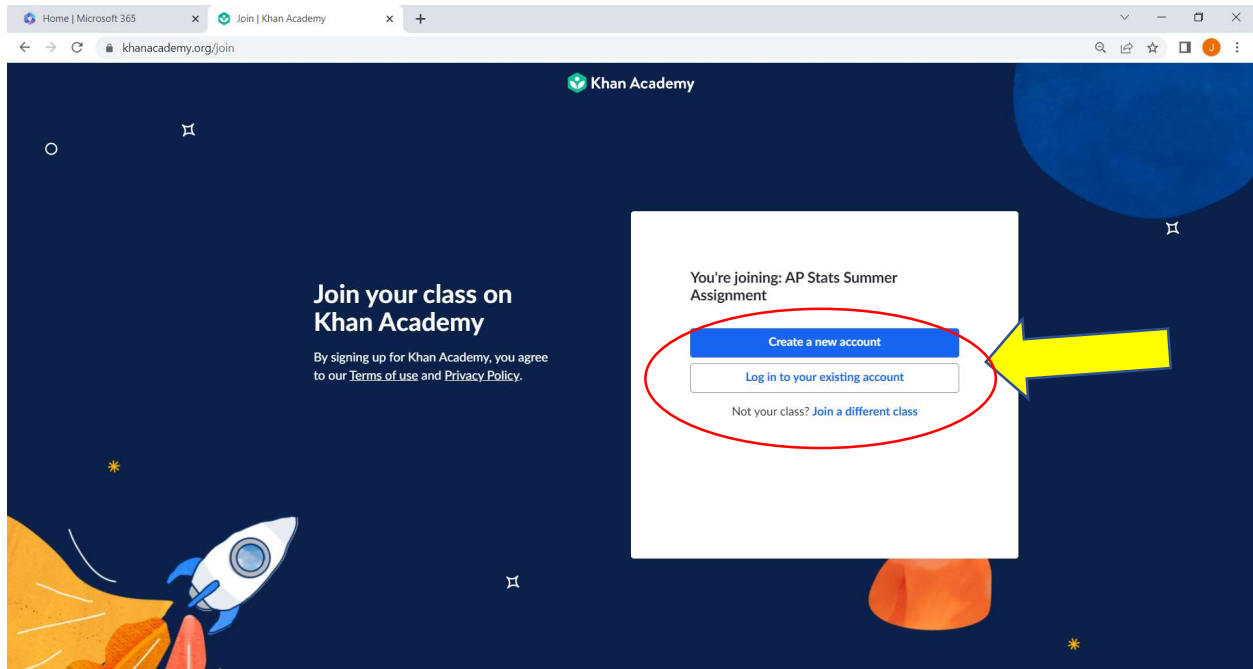 Home | Microsoft 365
Join | Khan Academy
khanacademy.org/join
J
Khan Academy
Join your class on
Khan Academy
By signing up for Khan Academy, you agree
to our Terms of use and Privacy Policy.
You're joining: AP Stats Summer
Assignment
Create a new account
Log in to your existing account
Not your class? Join a different class